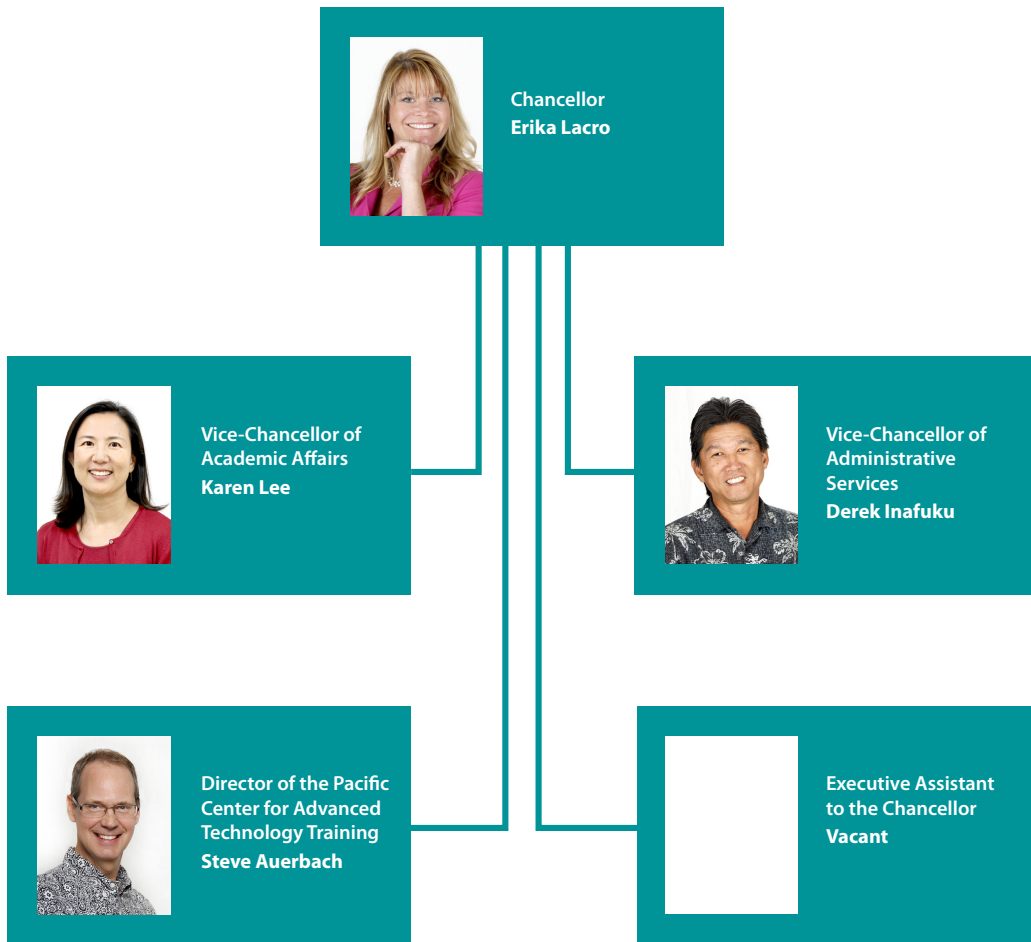 Chancellor
Erika Lacro
Vice-Chancellor of
Academic Affairs
Karen Lee
Vice-Chancellor of
Administrative
Services
Derek Inafuku
Director of the Pacific
Center for Advanced
Technology Training
Steve Auerbach
Executive Assistant
to the Chancellor
Vacant